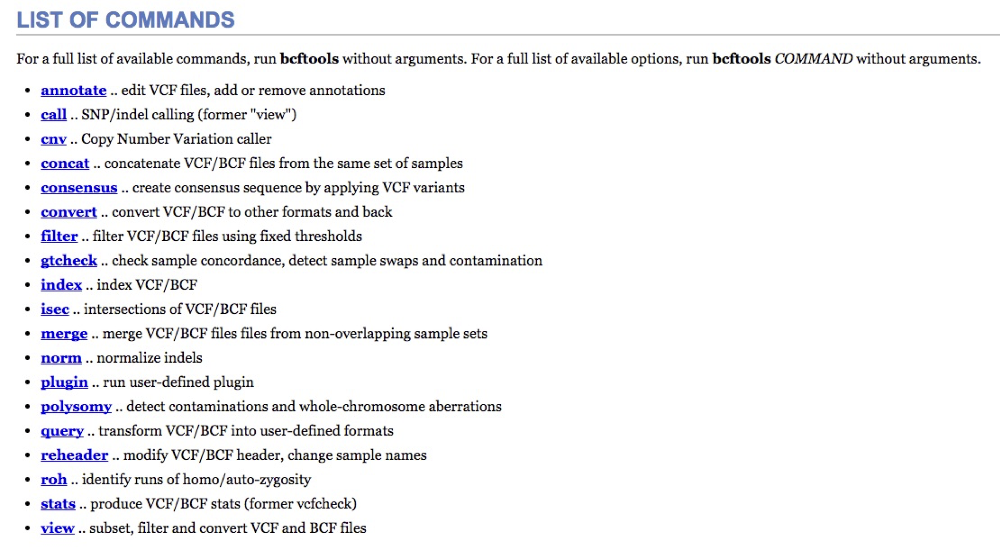 LIST OF COMMANDS
For a full list of available commands, run bcftools without arguments. For a full list of available options, run bcftools COMMAND without arguments.
• annotate .. edit VCF files, add or remove annotations
• call .. SNP/indel calling (former "view")
• cnv .. Copy Number Variation caller
• concat .. concatenate VCF/BCF files from the same set of samples
• consensus .. create consensus sequence by applying VCF variants
• convert .. convert VCF/BCF to other formats and back
• filter .. filter VCF/BCF files using fixed thresholds
• gtcheck .. check sample concordance, detect sample swaps and contamination
• index .. index VCF/BCF
• isec .. intersections of VCF/BCF files
• merge .. merge VCF/BCF files files from non-overlapping sample sets
• norm .. normalize indels
• plugin .. run user-defined plugin
• polysomy .. detect contaminations and whole-chromosome aberrations
• query .. transform VCF/BCF into user-defined formats
• reheader .. modify VCF/BCF header, change sample names
• roh .. identify runs of homo/auto-zygosity
• stats .. produce VCF/BCF stats (former vcfcheck)
• view .. subset, filter and convert VCF and BCF files